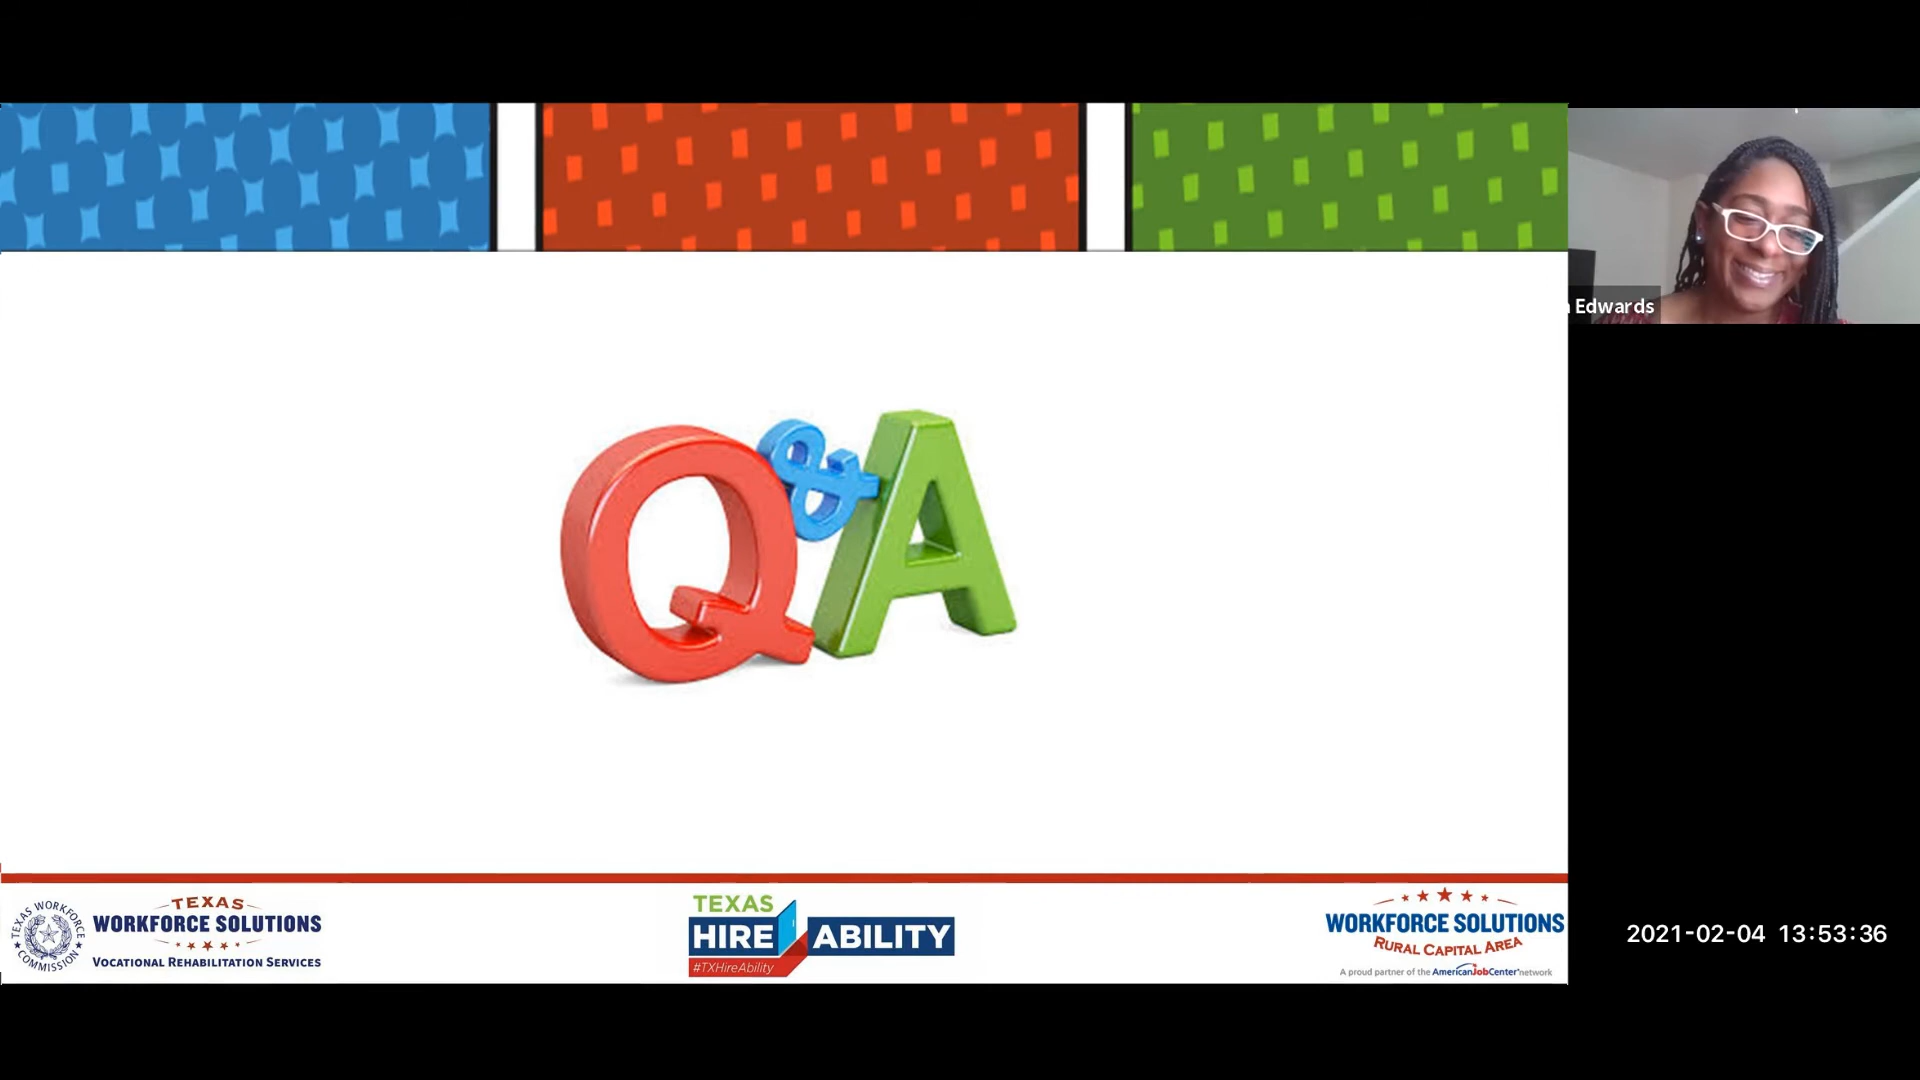 Edwards
Q&A
TEXAS WORKFORCE COMMISSION
TEXAS
WORKFORCE SOLUTIONS
VOCATIONAL REHABILITATION SERVICES
TEXAS
HIRE ABILITY
#TXHireAbility
WORKFORCE SOLUTIONS
RURAL CAPITAL AREA
A proud partner of the AmericanJobCenter network
2021-02-04 13:53:36